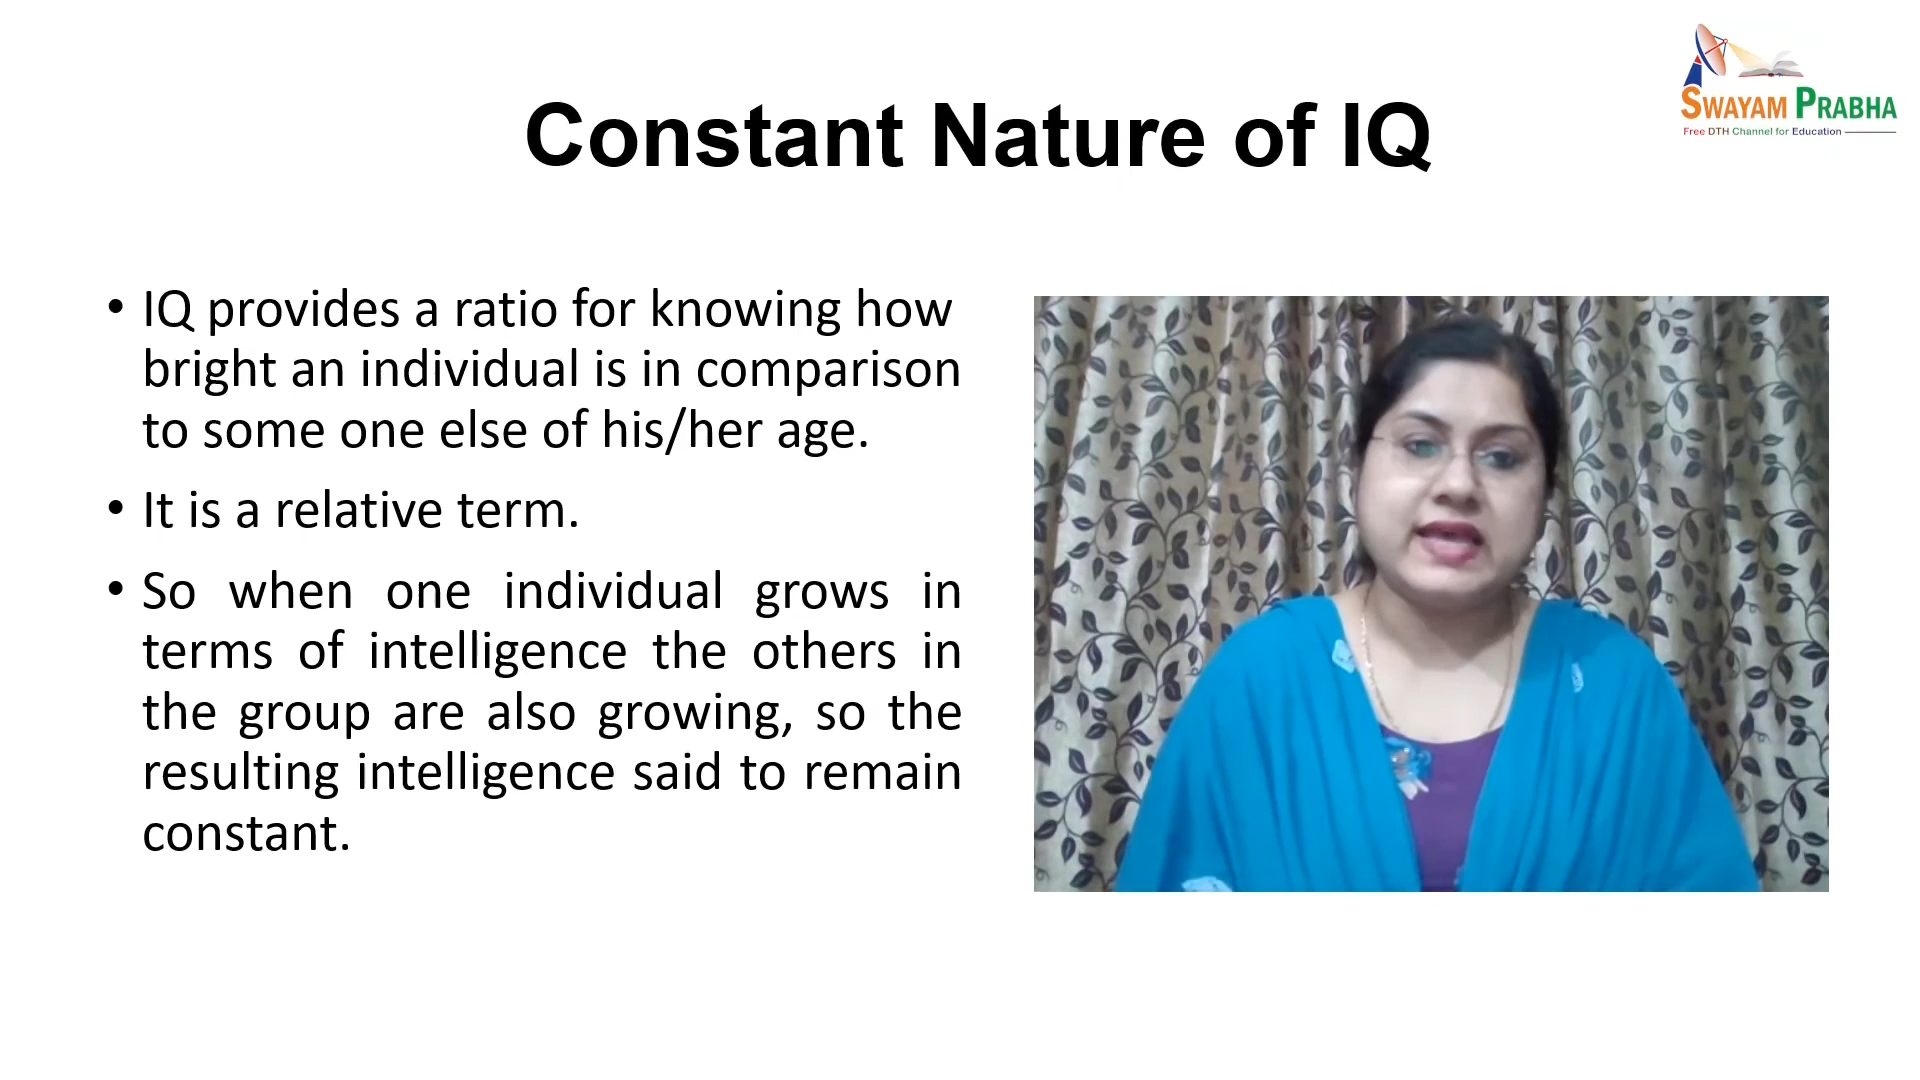 SWAYAM PRABHA
Free DTH Channel for Education
Constant Nature of IQ
• IQ provides a ratio for knowing how
bright an individual is in comparison
to some one else of his/her age.
• It is a relative term.
• So when one individual grows in
terms of intelligence the others in
the group are also growing, so the
resulting intelligence said to remain
constant.